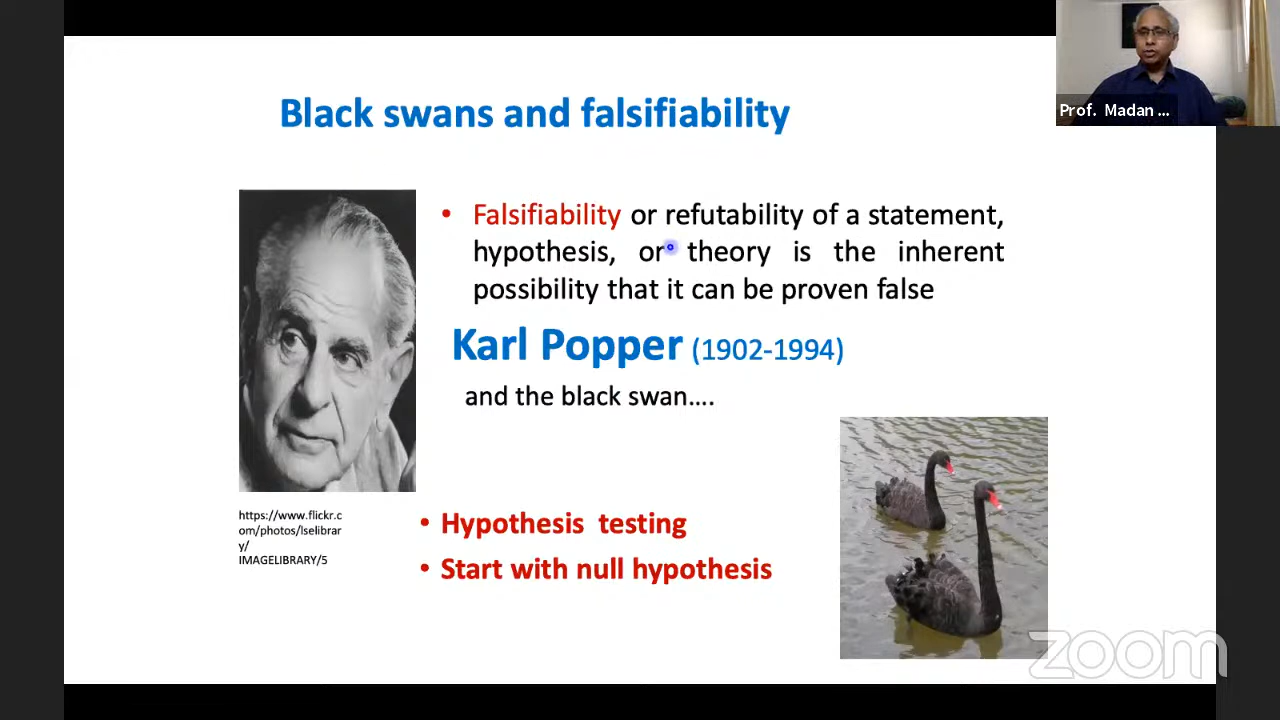 Prof. Madan ...
Black swans and falsifiability
• Falsifiability or refutability of a statement,
hypothesis, or theory is the inherent
possibility that it can be proven false
Karl Popper (1902-1994)
and the black swan....
https://www.flickr.c
om/photos/lselibrar
y/
IMAGELIBRARY/5
• Hypothesis testing
• Start with null hypothesis
zoom